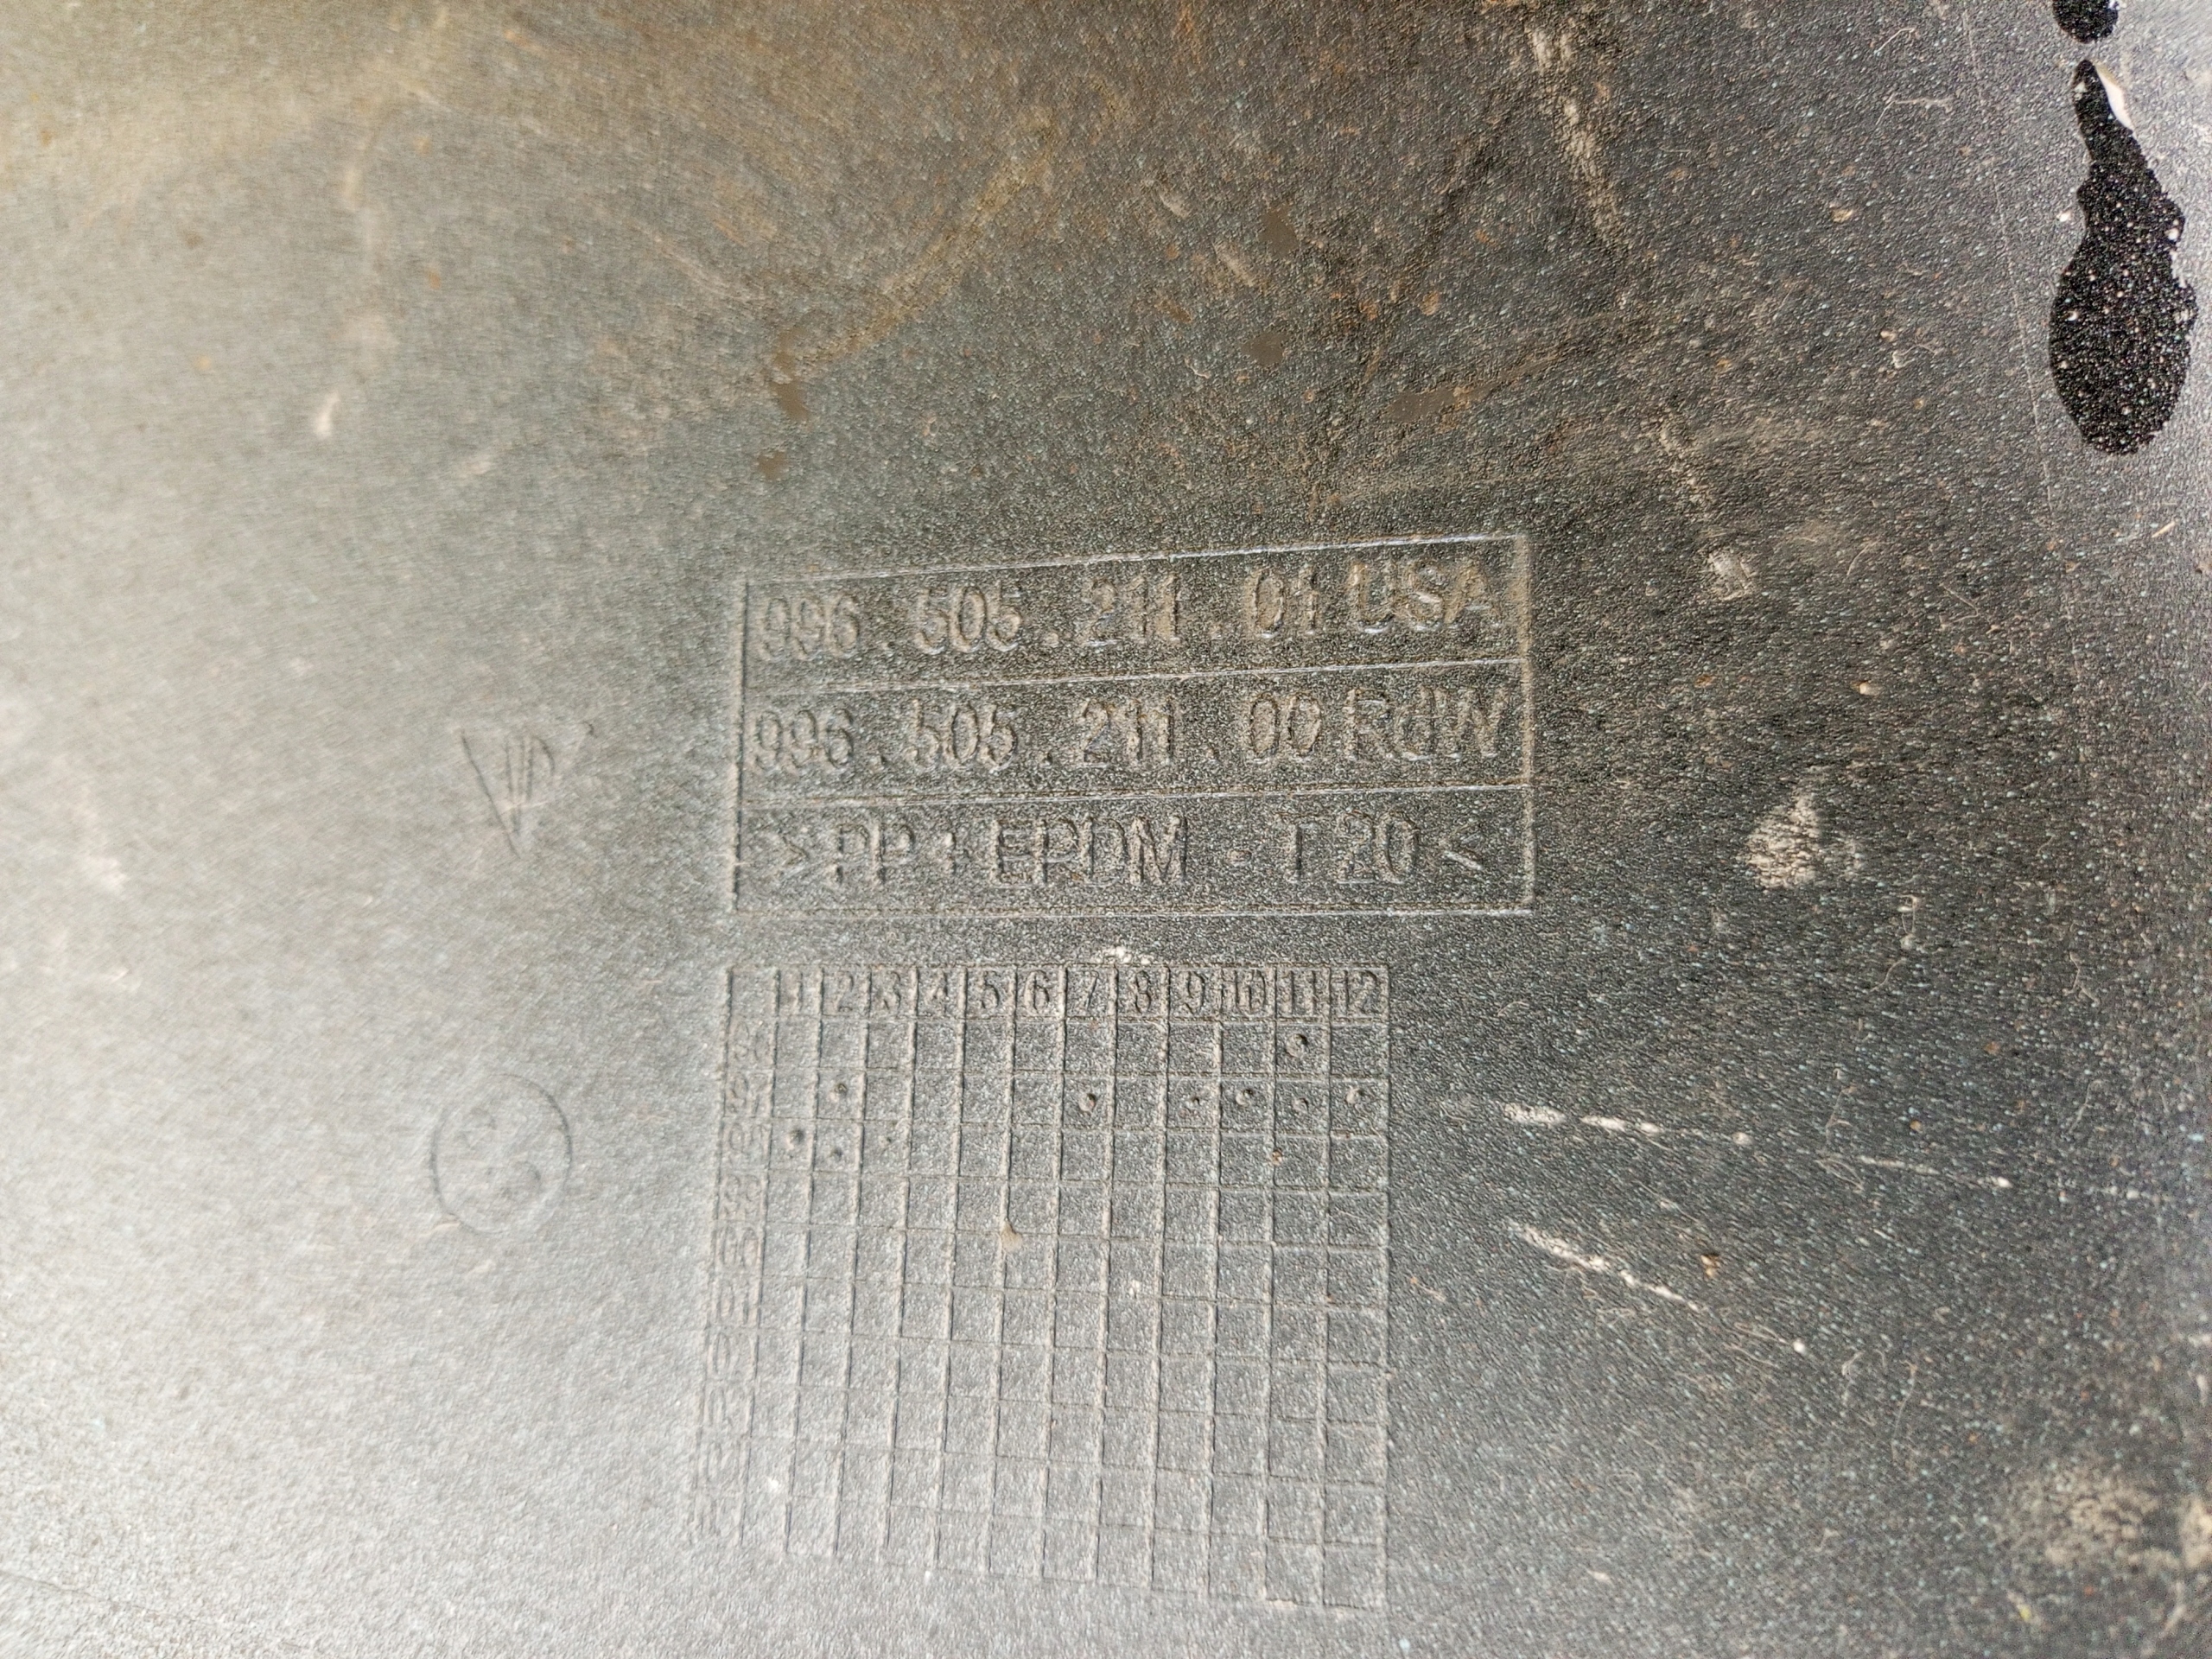 996.505.211.01 USA
996.505.211.00 RdW
>PP+EPDM - T20<
1 2 3 4 5 6 7 8 9 10 11 12